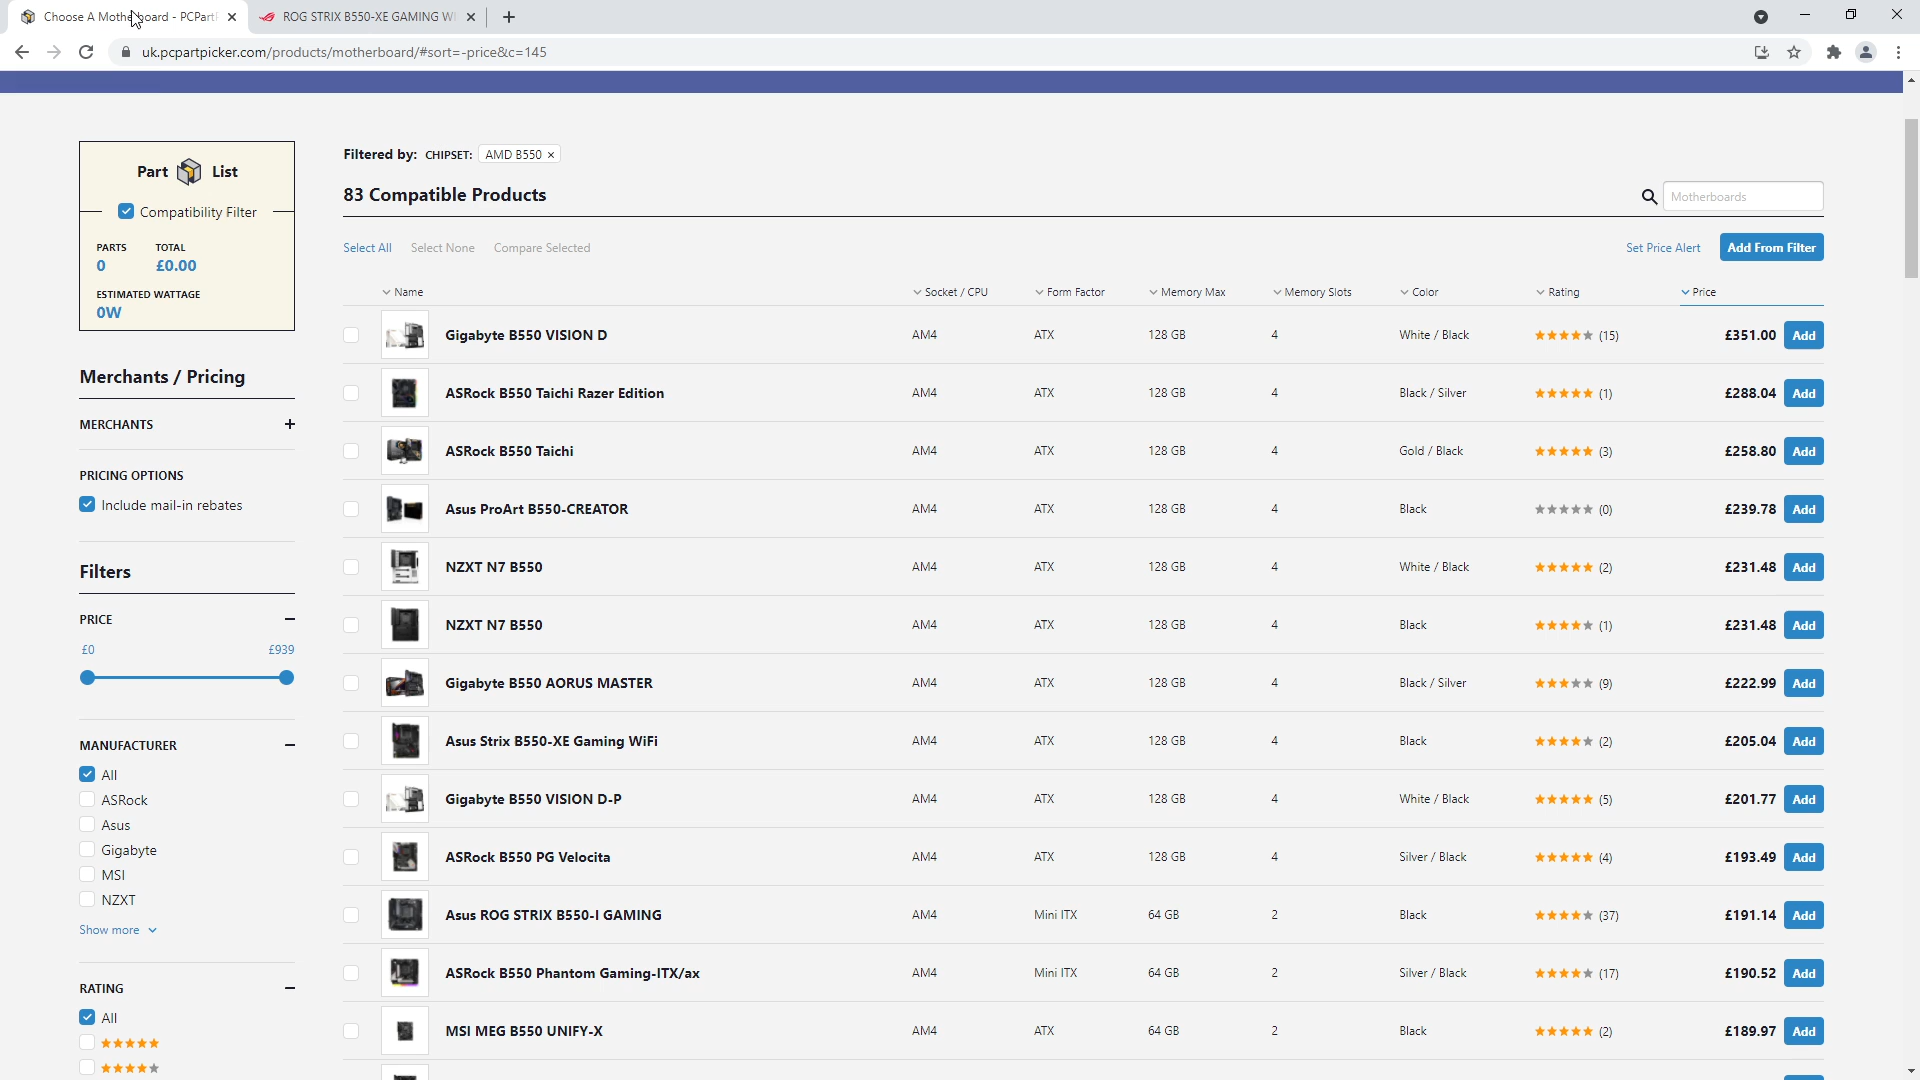 Choose A Motherboard - PCPartP
ROG STRIX B550-XE GAMING WI
uk.pcpartpicker.com/products/motherboard/#sort=-price&c=145
Part List
Compatibility Filter
PARTS TOTAL
0 £0.00
ESTIMATED WATTAGE
0W
Merchants / Pricing
MERCHANTS
PRICING OPTIONS
Include mail-in rebates
Filters
PRICE
£0 £939
MANUFACTURER
All
ASRock
Asus
Gigabyte
MSI
NZXT
Show more
RATING
All
Filtered by: CHIPSET: AMD B550 ×
83 Compatible Products
Motherboards
Select All Select None Compare Selected Set Price Alert Add From Filter
Name Socket / CPU Form Factor Memory Max Memory Slots Color Rating Price
Gigabyte B550 VISION D AM4 ATX 128 GB 4 White / Black (15) £351.00 Add
ASRock B550 Taichi Razer Edition AM4 ATX 128 GB 4 Black / Silver (1) £288.04 Add
ASRock B550 Taichi AM4 ATX 128 GB 4 Gold / Black (3) £258.80 Add
Asus ProArt B550-CREATOR AM4 ATX 128 GB 4 Black (0) £239.78 Add
NZXT N7 B550 AM4 ATX 128 GB 4 White / Black (2) £231.48 Add
NZXT N7 B550 AM4 ATX 128 GB 4 Black (1) £231.48 Add
Gigabyte B550 AORUS MASTER AM4 ATX 128 GB 4 Black / Silver (9) £222.99 Add
Asus Strix B550-XE Gaming WiFi AM4 ATX 128 GB 4 Black (2) £205.04 Add
Gigabyte B550 VISION D-P AM4 ATX 128 GB 4 White / Black (5) £201.77 Add
ASRock B550 PG Velocita AM4 ATX 128 GB 4 Silver / Black (4) £193.49 Add
Asus ROG STRIX B550-I GAMING AM4 Mini ITX 64 GB 2 Black (37) £191.14 Add
ASRock B550 Phantom Gaming-ITX/ax AM4 Mini ITX 64 GB 2 Silver / Black (17) £190.52 Add
MSI MEG B550 UNIFY-X AM4 ATX 64 GB 2 Black (2) £189.97 Add